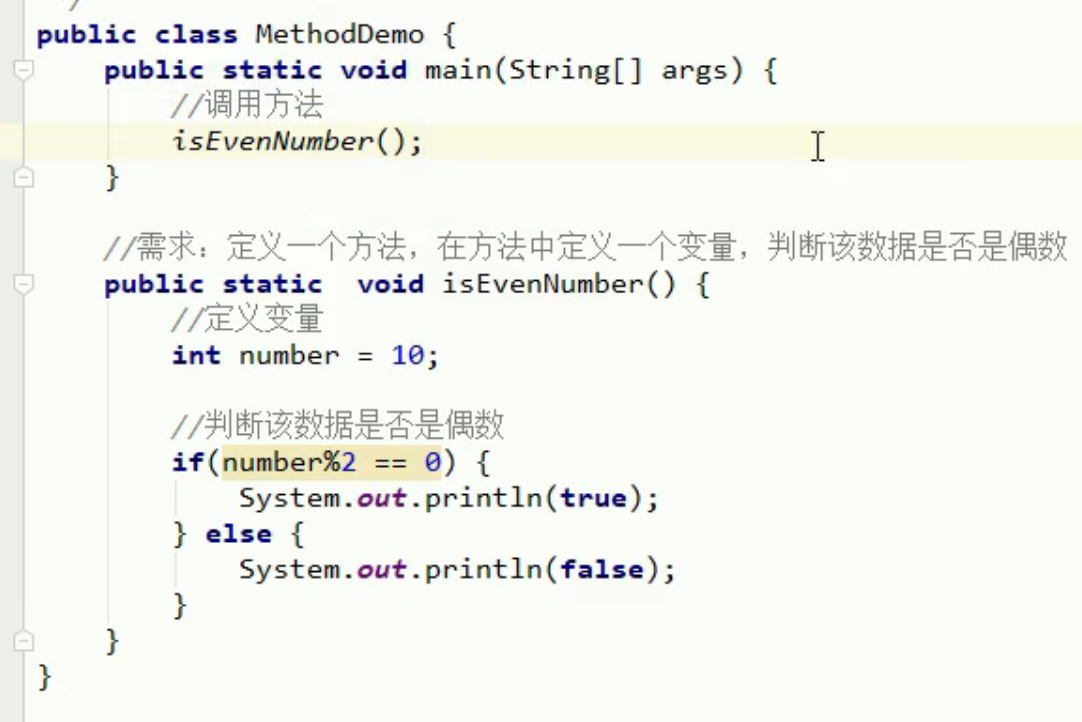 */
public class MethodDemo {
public static void main(String[] args) {
//调用方法
isEvenNumber();
}
//需求：定义一个方法，在方法中定义一个变量，判断该数据是否是偶数
public static  void isEvenNumber() {
//定义变量
int number = 10;
//判断该数据是否是偶数
if(number%2 == 0) {
System.out.println(true);
} else {
System.out.println(false);
}
}
}